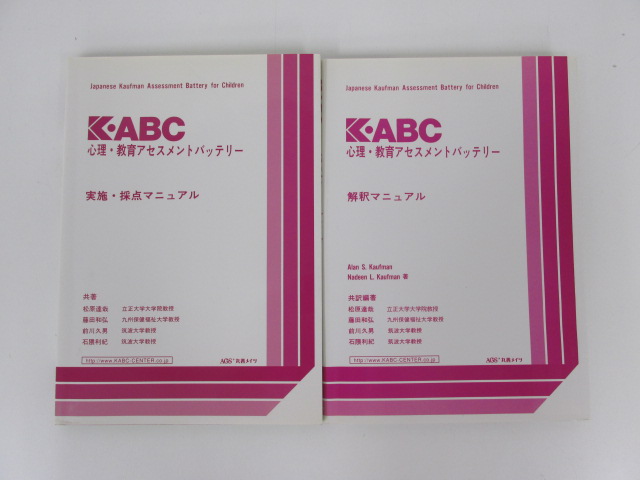 Japanese Kaufman Assessment Battery for Children
K·ABC
心理・教育アセスメントバッテリー
実施・採点マニュアル
共著
松原達哉 立正大学大学院教授
藤田和弘 九州保健福祉大学教授
前川久男 筑波大学教授
石隈利紀 筑波大学教授
http://www.KABC-CENTER.co.jp
AGS 丸善メイツ
Japanese Kaufman Assessment Battery for Children
K·ABC
心理・教育アセスメントバッテリー
解釈マニュアル
Alan S. Kaufman
Nadeen L. Kaufman 著
共訳編著
松原達哉 立正大学大学院教授
藤田和弘 九州保健福祉大学教授
前川久男 筑波大学教授
石隈利紀 筑波大学教授
http://www.KABC-CENTER.co.jp
AGS 丸善メイツ